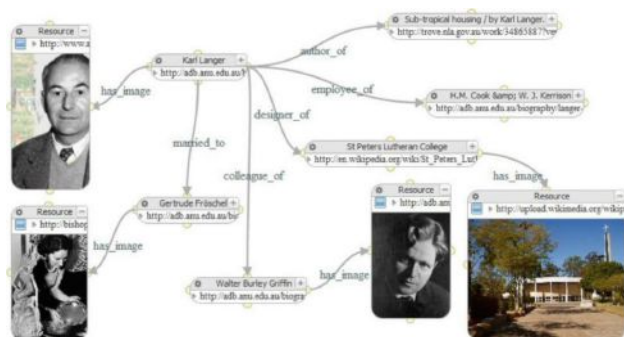 Resource
http://www.a
Karl Langer
http://adb.anu.edu.au/
Sub-tropical housing / by Karl Langer.
http://trove.nla.gov.au/work/34865887?
author_of
has_image
employee_of
H.M. Cook &amp; W. J. Kerrison
http://adb.anu.edu.au/biography/langer
designer_of
St Peters Lutheran College
http://en.wikipedia.org/wiki/St_Peters_Lut
married_to
colleague_of
has_image
Gertrude Fröschel
http://adb.anu.edu.au/
Resource
http://bishop
has_image
Resource
http://adb.am
Resource
http://upload.wikimedia.org/wikip
Walter Burley Griffin
http://adb.anu.edu.au/biogra
has_image